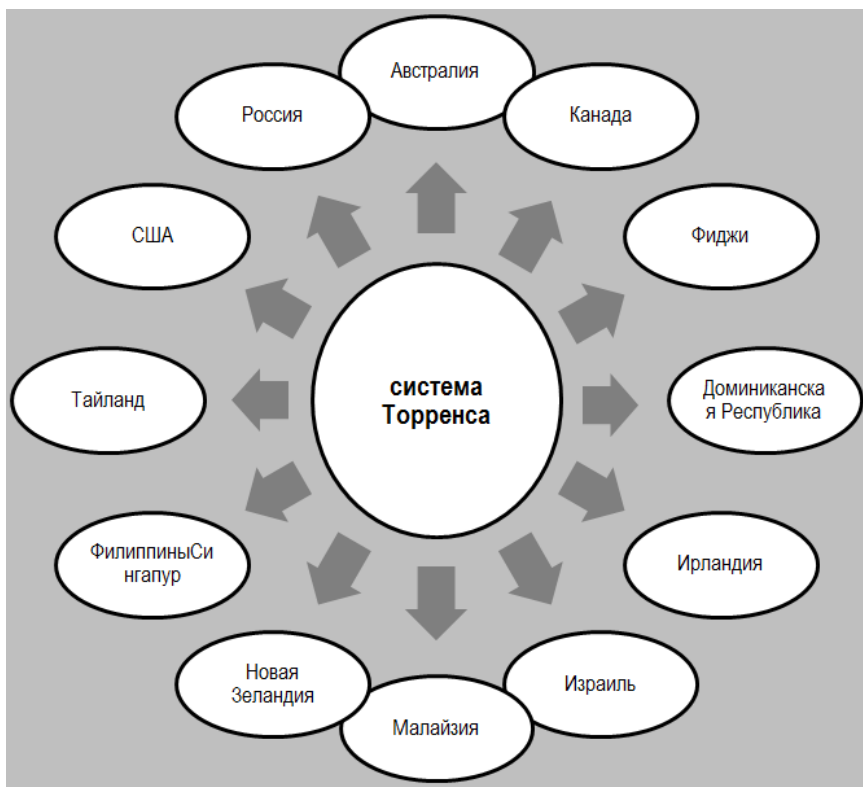 Австралия
Россия
Канада
США
Фиджи
система
Торренса
Тайланд
Доминиканска
я Республика
ФилиппиныСи
нгапур
Ирландия
Новая
Зеландия
Израиль
Малайзия